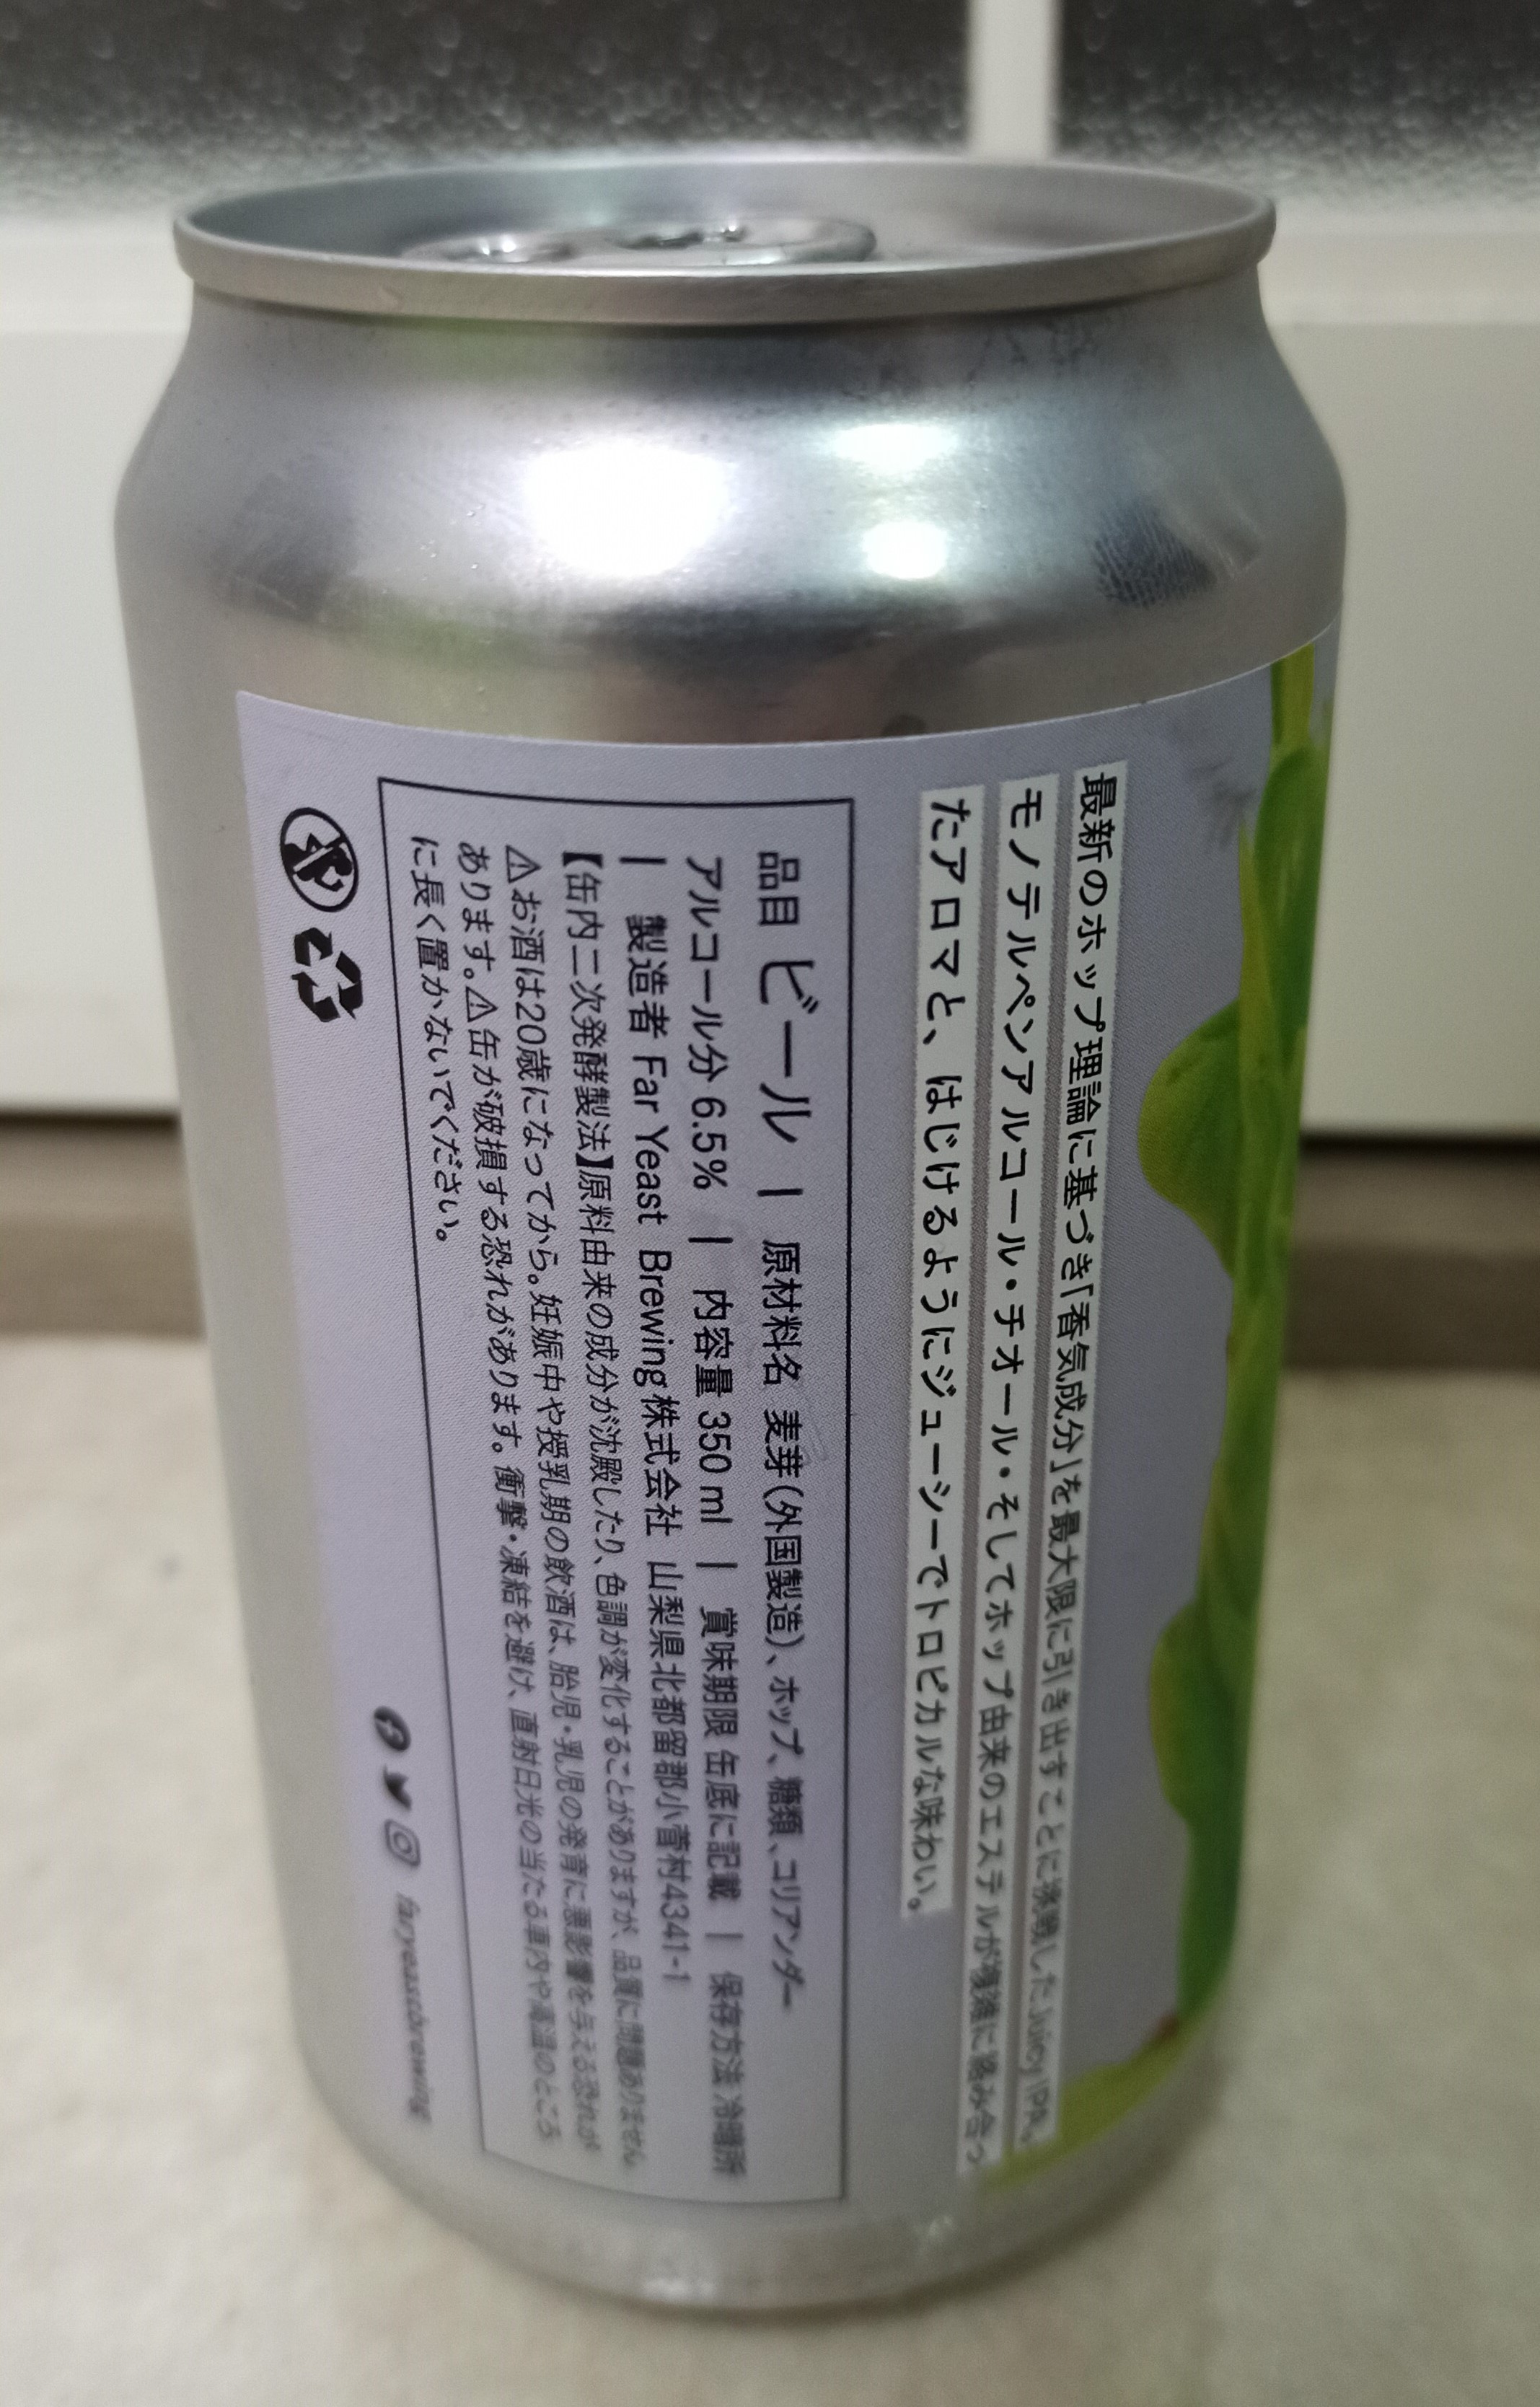 最新のホップ理論に基づき「香気成分」を最大限に引き出すことに挑戦したJuicy IPA。
モノテルペンアルコール・チオール・そしてホップ由来のエステルが複雑に絡み合っ
たアロマと、はじけるようにジューシーでトロピカルな味わい。
品目 ビール | 原材料名 麦芽(外国製造)、ホップ、糖類、コリアンダー
アルコール分 6.5% | 内容量 350 ml | 賞味期限 缶底に記載 | 保存方法 冷暗所
| 製造者 Far Yeast Brewing株式会社 山梨県北都留郡小菅村4341-1
【缶内二次発酵製法】原料由来の成分が沈殿したり、色調が変化することがありますが、品質に問題ありません
⚠お酒は20歳になってから。妊娠中や授乳期の飲酒は、胎児・乳児の発育に悪影響を与える恐れが
あります。⚠缶が破損する恐れがあります。衝撃・凍結を避け、直射日光の当たる車内や高温のところ
に長く置かないでください。
faryeastbrewing